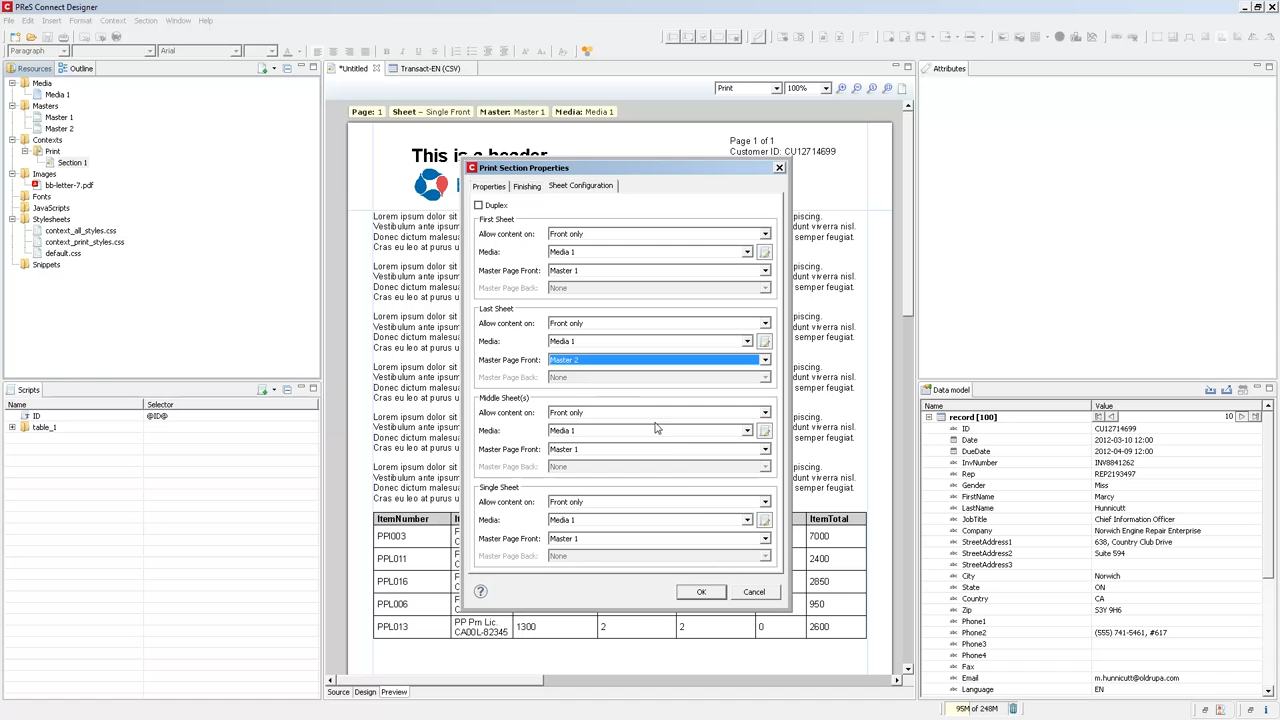 PReS Connect Designer
File Edit Insert Format Context Section Window Help
Paragraph Arial
Resources Outline
Media
Media 1
Masters
Master 1
Master 2
Contexts
Print
Section 1
Images
bb-letter-7.pdf
Fonts
JavaScripts
Stylesheets
context_all_styles.css
context_print_styles.css
default.css
Snippets
Scripts
Name Selector
ID @ID@
table_1
*Untitled Transact-EN (CSV)
Print 100%
Page: 1 Sheet – Single Front Master: Master 1 Media: Media 1
This is a header
Page 1 of 1
Customer ID: CU12714699
Lorem ipsum dolor sit
Vestibulum ante ipsum
Donec dictum malesua
Cras eu leo at purus u
ItemNumber ItemTotal
PPI003 7000
PPL011 2400
PPL016 2850
PPL006 950
PPL013 PP Pm Lic. CA00L-82345 1300 2 2 0 2600
Source Design Preview
Print Section Properties
Properties Finishing Sheet Configuration
Duplex
First Sheet
Allow content on: Front only
Media: Media 1
Master Page Front: Master 1
Master Page Back: None
Last Sheet
Allow content on: Front only
Media: Media 1
Master Page Front: Master 2
Master Page Back: None
Middle Sheet(s)
Allow content on: Front only
Media: Media 1
Master Page Front: Master 1
Master Page Back: None
Single Sheet
Allow content on: Front only
Media: Media 1
Master Page Front: Master 1
Master Page Back: None
OK Cancel
Attributes
Data model
Name Value
record [100] 10
ID CU12714699
Date 2012-03-10 12:00
DueDate 2012-04-09 12:00
InvNumber INV8841262
Rep REP2193497
Gender Miss
FirstName Marcy
LastName Hunnicutt
JobTitle Chief Information Officer
Company Norwich Engine Repair Enterprise
StreetAddress1 638, Country Club Drive
StreetAddress2 Suite 594
StreetAddress3
City Norwich
State ON
Country CA
Zip S3Y 9H6
Phone1
Phone2 (555) 741-5461, #617
Phone3
Phone4
Fax
Email m.hunnicutt@oldrupa.com
Language EN
95M of 248M